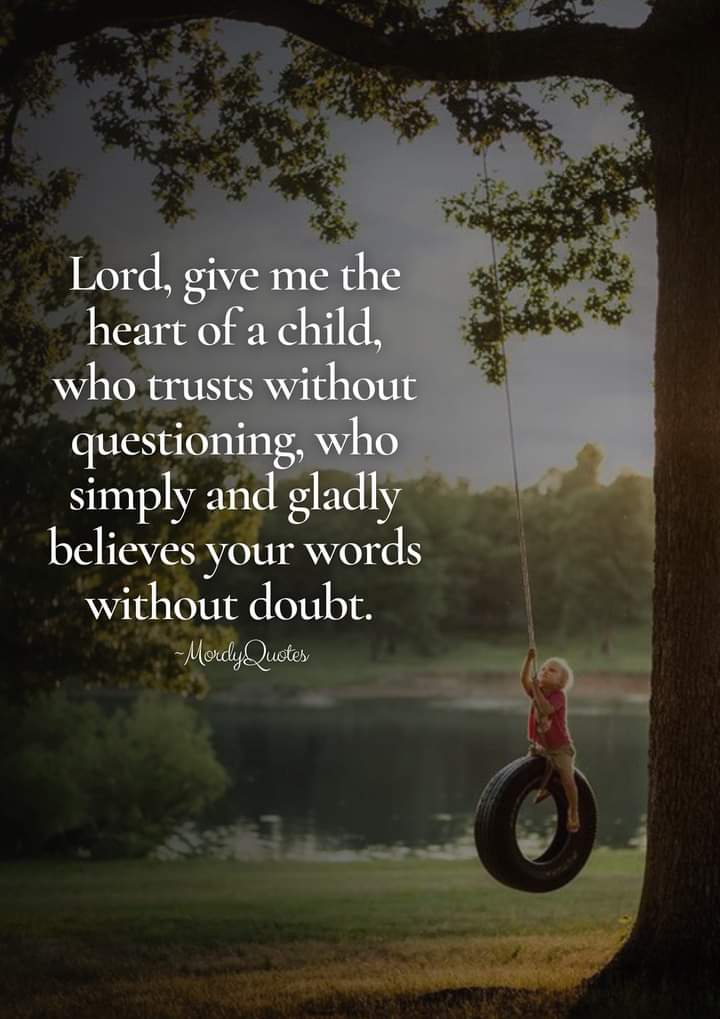 Lord, give me the
heart of a child,
who trusts without
questioning, who
simply and gladly
believes your words
without doubt.
~MordyQuotes